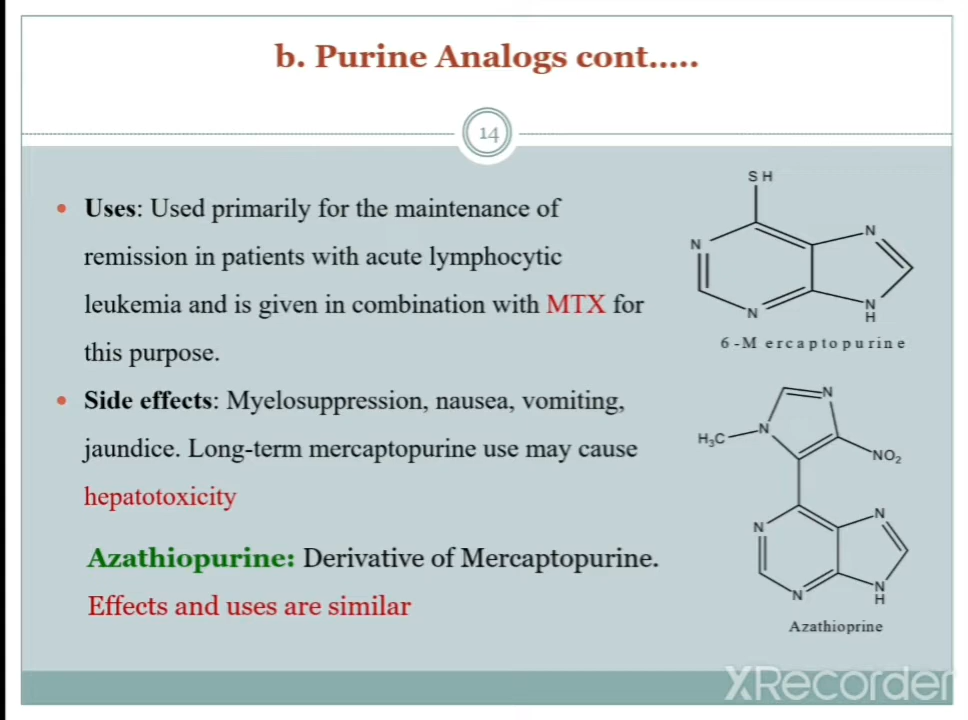 b. Purine Analogs cont.....
14
• Uses: Used primarily for the maintenance of
remission in patients with acute lymphocytic
leukemia and is given in combination with MTX for
this purpose.
• Side effects: Myelosuppression, nausea, vomiting,
jaundice. Long-term mercaptopurine use may cause
hepatotoxicity
Azathiopurine: Derivative of Mercaptopurine.
Effects and uses are similar
SH
N
N
N
N
H
6-Mercaptopurine
N
N
H3C
NO2
N
N
N
N
H
Azathioprine
XRecorder